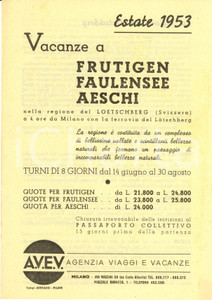 Estate 1953
Vacanze a
FRUTIGEN
FAULENSEE
AESCHI
nella regione del LOETSCHBERG (Svizzera)
a 4 ore da Milano con la ferrovia del Lötschberg
La regione è costituita da un complesso
di bellissime vallate e santuari bellezze
naturali che formano un paesaggio di
incomparabili bellezze naturali.
TURNI DI 8 GIORNI dal 14 giugno al 30 agosto
QUOTE PER FRUTIGEN . da L. 21.800 a L. 24.800
QUOTE PER FAULENSEE . da L. 23.800 a L. 25.800
QUOTA PER AESCHI . . . di L. 24.000
Chiusura irrevocabile delle iscrizioni al
PASSAPORTO COLLETTIVO
15 giorni prima della partenza
A.V.E.V.
AGENZIA VIAGGI E VACANZE
MILANO